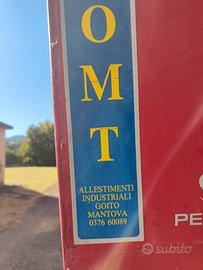 O
M
T
ALLESTIMENTI
INDUSTRIALI
GOITO
MANTOVA
0376 60089
PE
subito